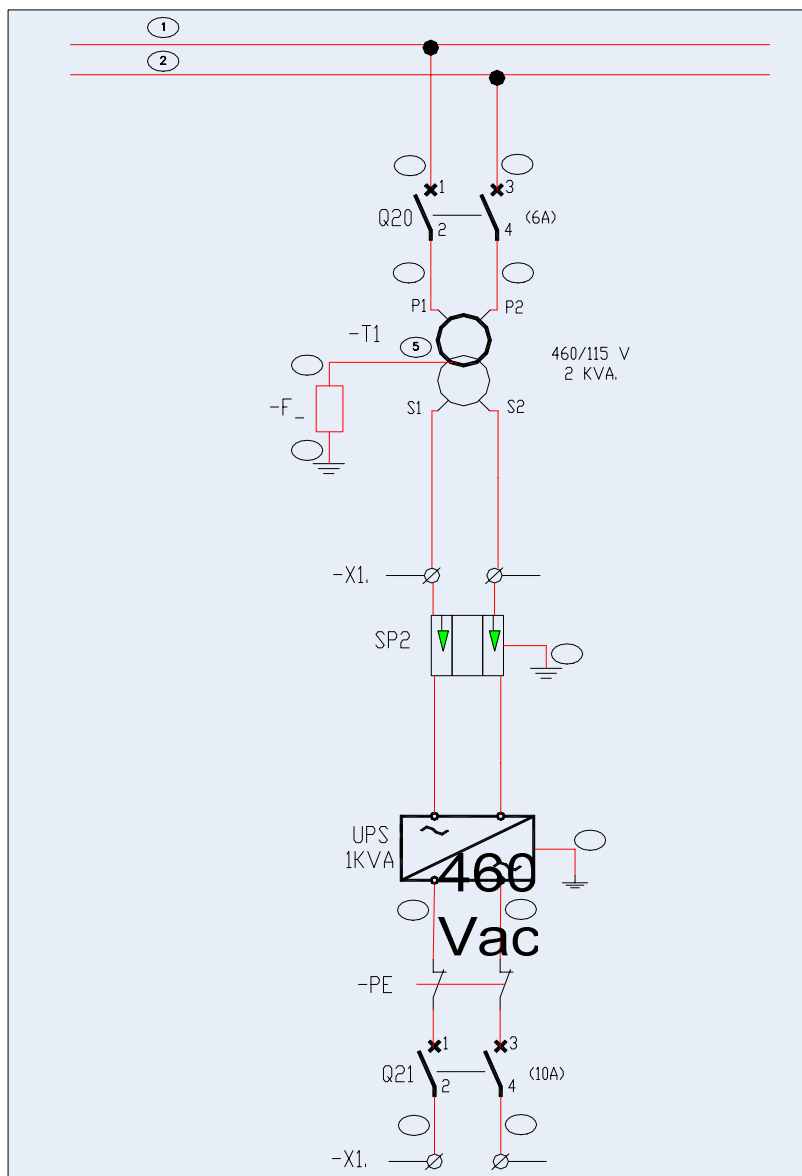 1
2
1 3
Q20 2 4 (6A)
P1 P2
-T1 5
460/115 V
2 KVA.
-F_
S1 S2
-X1.
SP2
UPS
1KVA
460
Vac
-PE
1 3
Q21 2 4 (10A)
-X1.